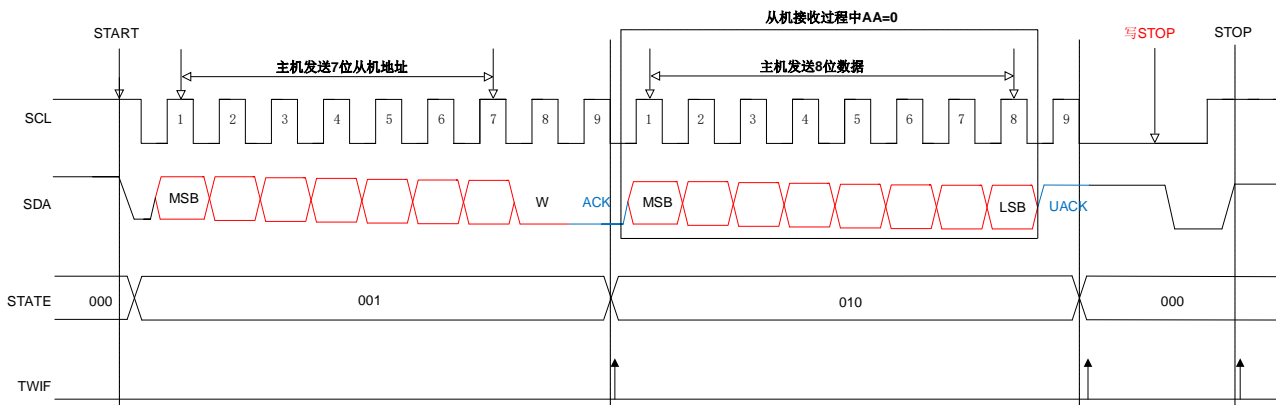 从机接收过程中AA=0
START
写STOP
STOP
主机发送7位从机地址
主机发送8位数据
SCL
1 2 3 4 5 6 7 8 9 1 2 3 4 5 6 7 8 9
SDA
MSB W ACK MSB LSB UACK
STATE 000 001 010 000
TWIF